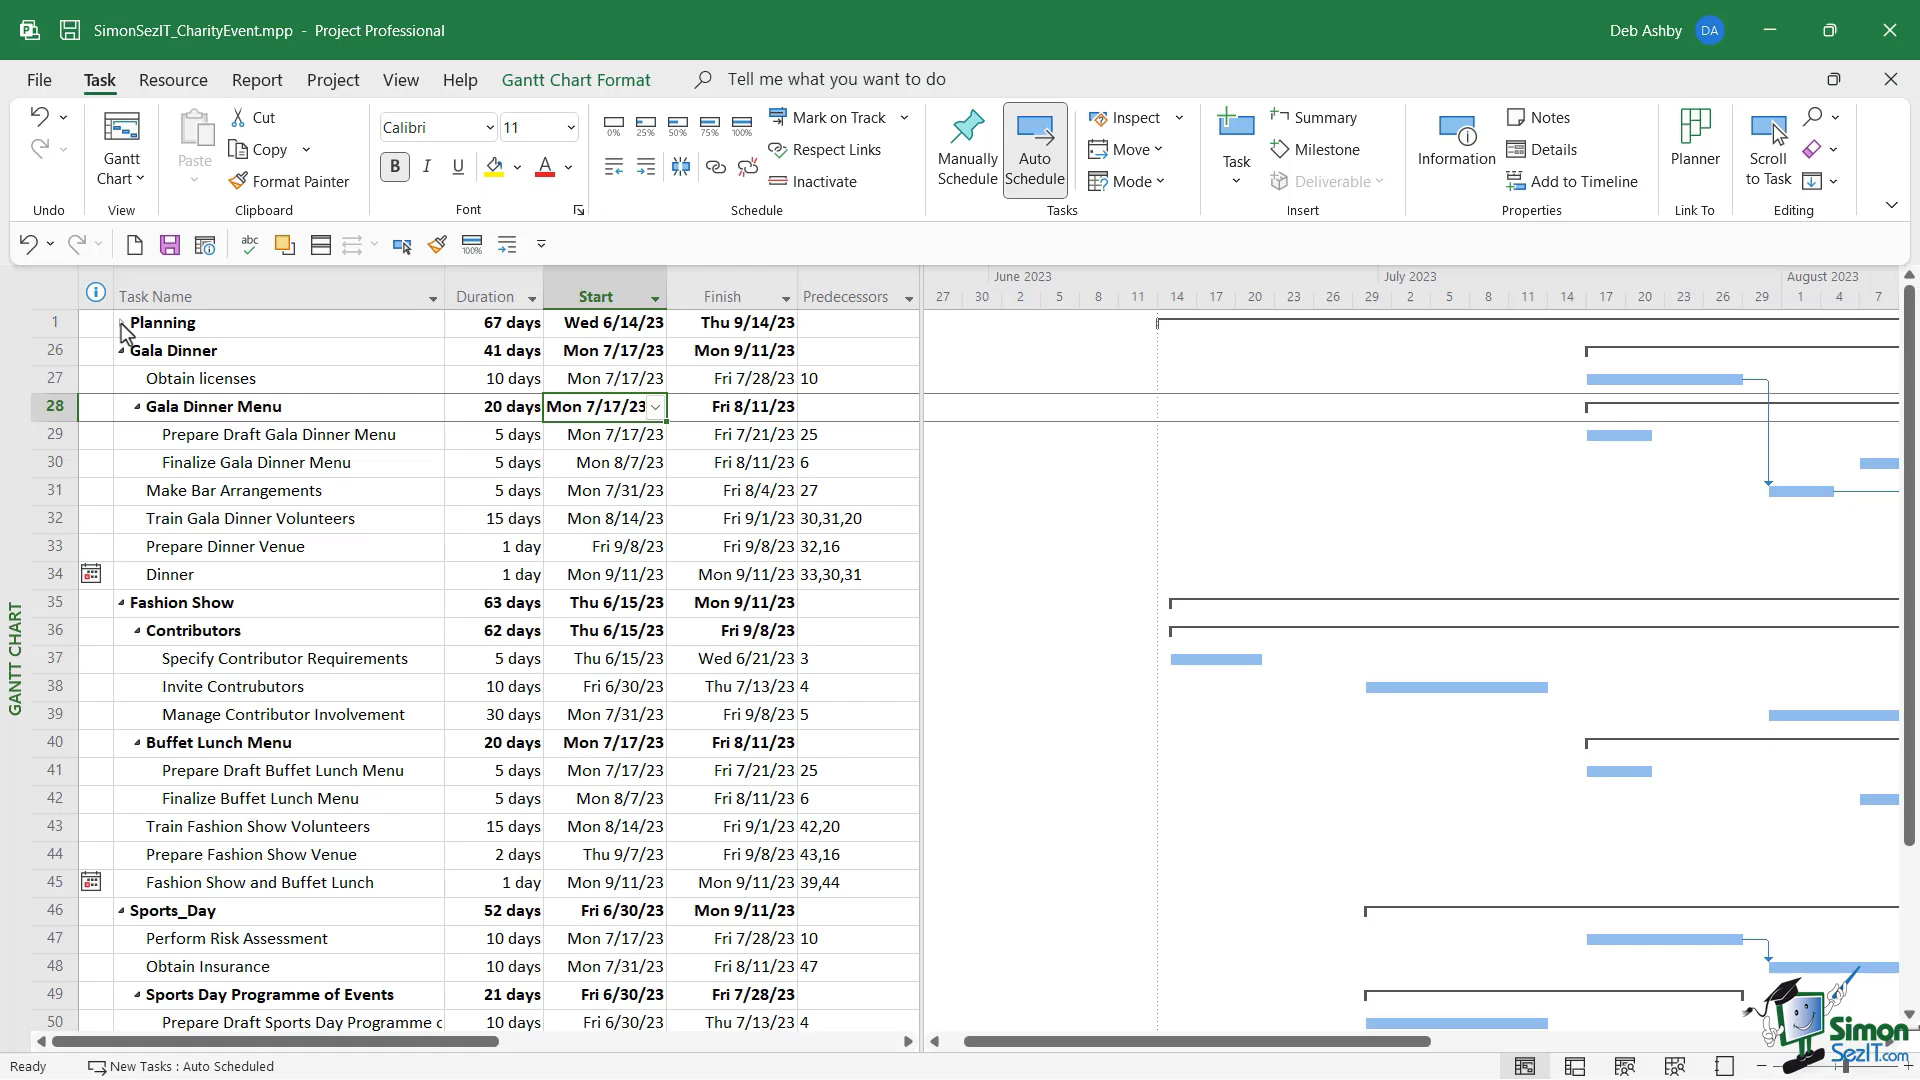 SimonSezIT_CharityEvent.mpp - Project Professional
Deb Ashby DA
File Task Resource Report Project View Help Gantt Chart Format Tell me what you want to do
Undo
Gantt Chart
View
Paste
Cut
Copy
Format Painter
Clipboard
Calibri 11
B I U A
Font
0% 25% 50% 75% 100%
Mark on Track
Respect Links
Inactivate
Schedule
Manually Schedule
Auto Schedule
Inspect
Move
Mode
Tasks
Task
Summary
Milestone
Deliverable
Insert
Information
Notes
Details
Add to Timeline
Properties
Planner
Link To
Scroll to Task
Editing
abc 100%
Task Name Duration Start Finish Predecessors
June 2023 July 2023 August 2023
27 30 2 5 8 11 14 17 20 23 26 29 2 5 8 11 14 17 20 23 26 29 1 4 7
1 Planning 67 days Wed 6/14/23 Thu 9/14/23
26 Gala Dinner 41 days Mon 7/17/23 Mon 9/11/23
27 Obtain licenses 10 days Mon 7/17/23 Fri 7/28/23 10
28 Gala Dinner Menu 20 days Mon 7/17/23 Fri 8/11/23
29 Prepare Draft Gala Dinner Menu 5 days Mon 7/17/23 Fri 7/21/23 25
30 Finalize Gala Dinner Menu 5 days Mon 8/7/23 Fri 8/11/23 6
31 Make Bar Arrangements 5 days Mon 7/31/23 Fri 8/4/23 27
32 Train Gala Dinner Volunteers 15 days Mon 8/14/23 Fri 9/1/23 30,31,20
33 Prepare Dinner Venue 1 day Fri 9/8/23 Fri 9/8/23 32,16
34 Dinner 1 day Mon 9/11/23 Mon 9/11/23 33,30,31
35 Fashion Show 63 days Thu 6/15/23 Mon 9/11/23
36 Contributors 62 days Thu 6/15/23 Fri 9/8/23
37 Specify Contributor Requirements 5 days Thu 6/15/23 Wed 6/21/23 3
38 Invite Contrubutors 10 days Fri 6/30/23 Thu 7/13/23 4
39 Manage Contributor Involvement 30 days Mon 7/31/23 Fri 9/8/23 5
40 Buffet Lunch Menu 20 days Mon 7/17/23 Fri 8/11/23
41 Prepare Draft Buffet Lunch Menu 5 days Mon 7/17/23 Fri 7/21/23 25
42 Finalize Buffet Lunch Menu 5 days Mon 8/7/23 Fri 8/11/23 6
43 Train Fashion Show Volunteers 15 days Mon 8/14/23 Fri 9/1/23 42,20
44 Prepare Fashion Show Venue 2 days Thu 9/7/23 Fri 9/8/23 43,16
45 Fashion Show and Buffet Lunch 1 day Mon 9/11/23 Mon 9/11/23 39,44
46 Sports_Day 52 days Fri 6/30/23 Mon 9/11/23
47 Perform Risk Assessment 10 days Mon 7/17/23 Fri 7/28/23 10
48 Obtain Insurance 10 days Mon 7/31/23 Fri 8/11/23 47
49 Sports Day Programme of Events 21 days Fri 6/30/23 Fri 7/28/23
50 Prepare Draft Sports Day Programme 10 days Fri 6/30/23 Thu 7/13/23 4
GANTT CHART
Simon
SezIT.com
Ready New Tasks : Auto Scheduled